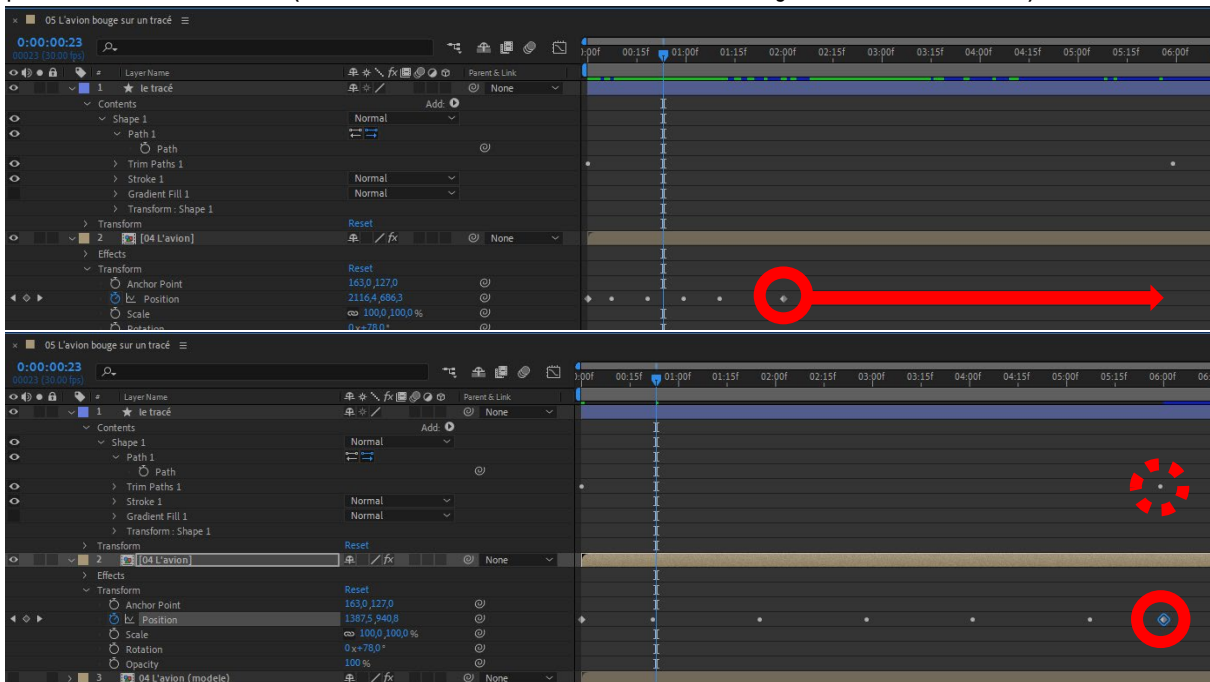 05 L'avion bouge sur un tracé
0:00:00:23
00023 (30.00 fps)
):00f 00:15f 01:00f 01:15f 02:00f 02:15f 03:00f 03:15f 04:00f 04:15f 05:00f 05:15f 06:00f
# Layer Name Parent & Link
1 le tracé None
Contents Add:
Shape 1 Normal
Path 1
Path
Trim Paths 1
Stroke 1 Normal
Gradient Fill 1 Normal
Transform : Shape 1
Transform Reset
2 [04 L'avion] fx None
Effects
Transform Reset
Anchor Point 163,0 ,127,0
Position 2116,4 ,686,3
Scale 100,0 ,100,0 %
Rotation 0 x+78,0 °
05 L'avion bouge sur un tracé
0:00:00:23
00023 (30.00 fps)
):00f 00:15f 01:00f 01:15f 02:00f 02:15f 03:00f 03:15f 04:00f 04:15f 05:00f 05:15f 06:00f 06:
# Layer Name Parent & Link
1 le tracé None
Contents Add:
Shape 1 Normal
Path 1
Path
Trim Paths 1
Stroke 1 Normal
Gradient Fill 1 Normal
Transform : Shape 1
Transform Reset
2 [04 L'avion] fx None
Effects
Transform Reset
Anchor Point 163,0 ,127,0
Position 1387,5 ,940,8
Scale 100,0 ,100,0 %
Rotation 0 x+78,0 °
Opacity 100 %
3 04 L'avion (modele) fx None